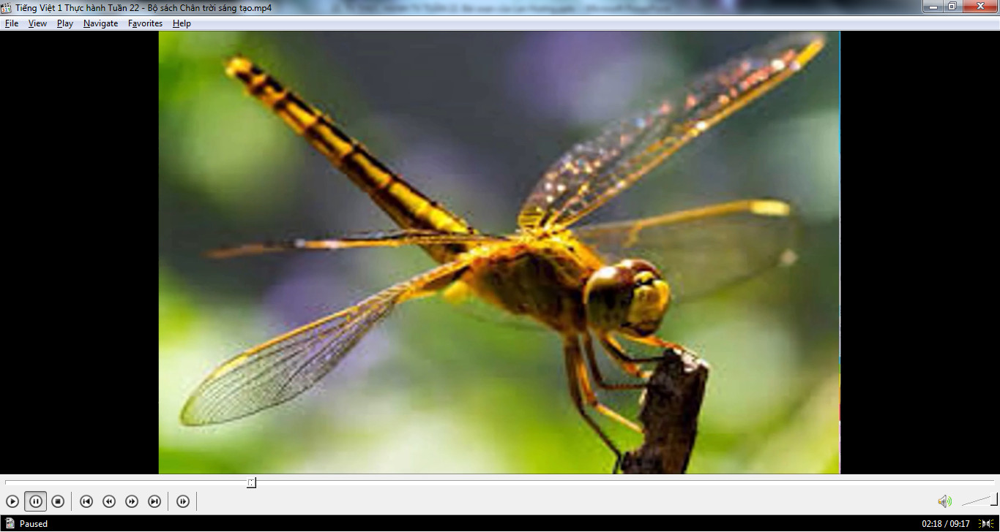 Tiếng Việt 1 Thực hành Tuần 22 - Bộ sách Chân trời sáng tạo.mp4
File View Play Navigate Favorites Help
Paused
02:18 / 09:17